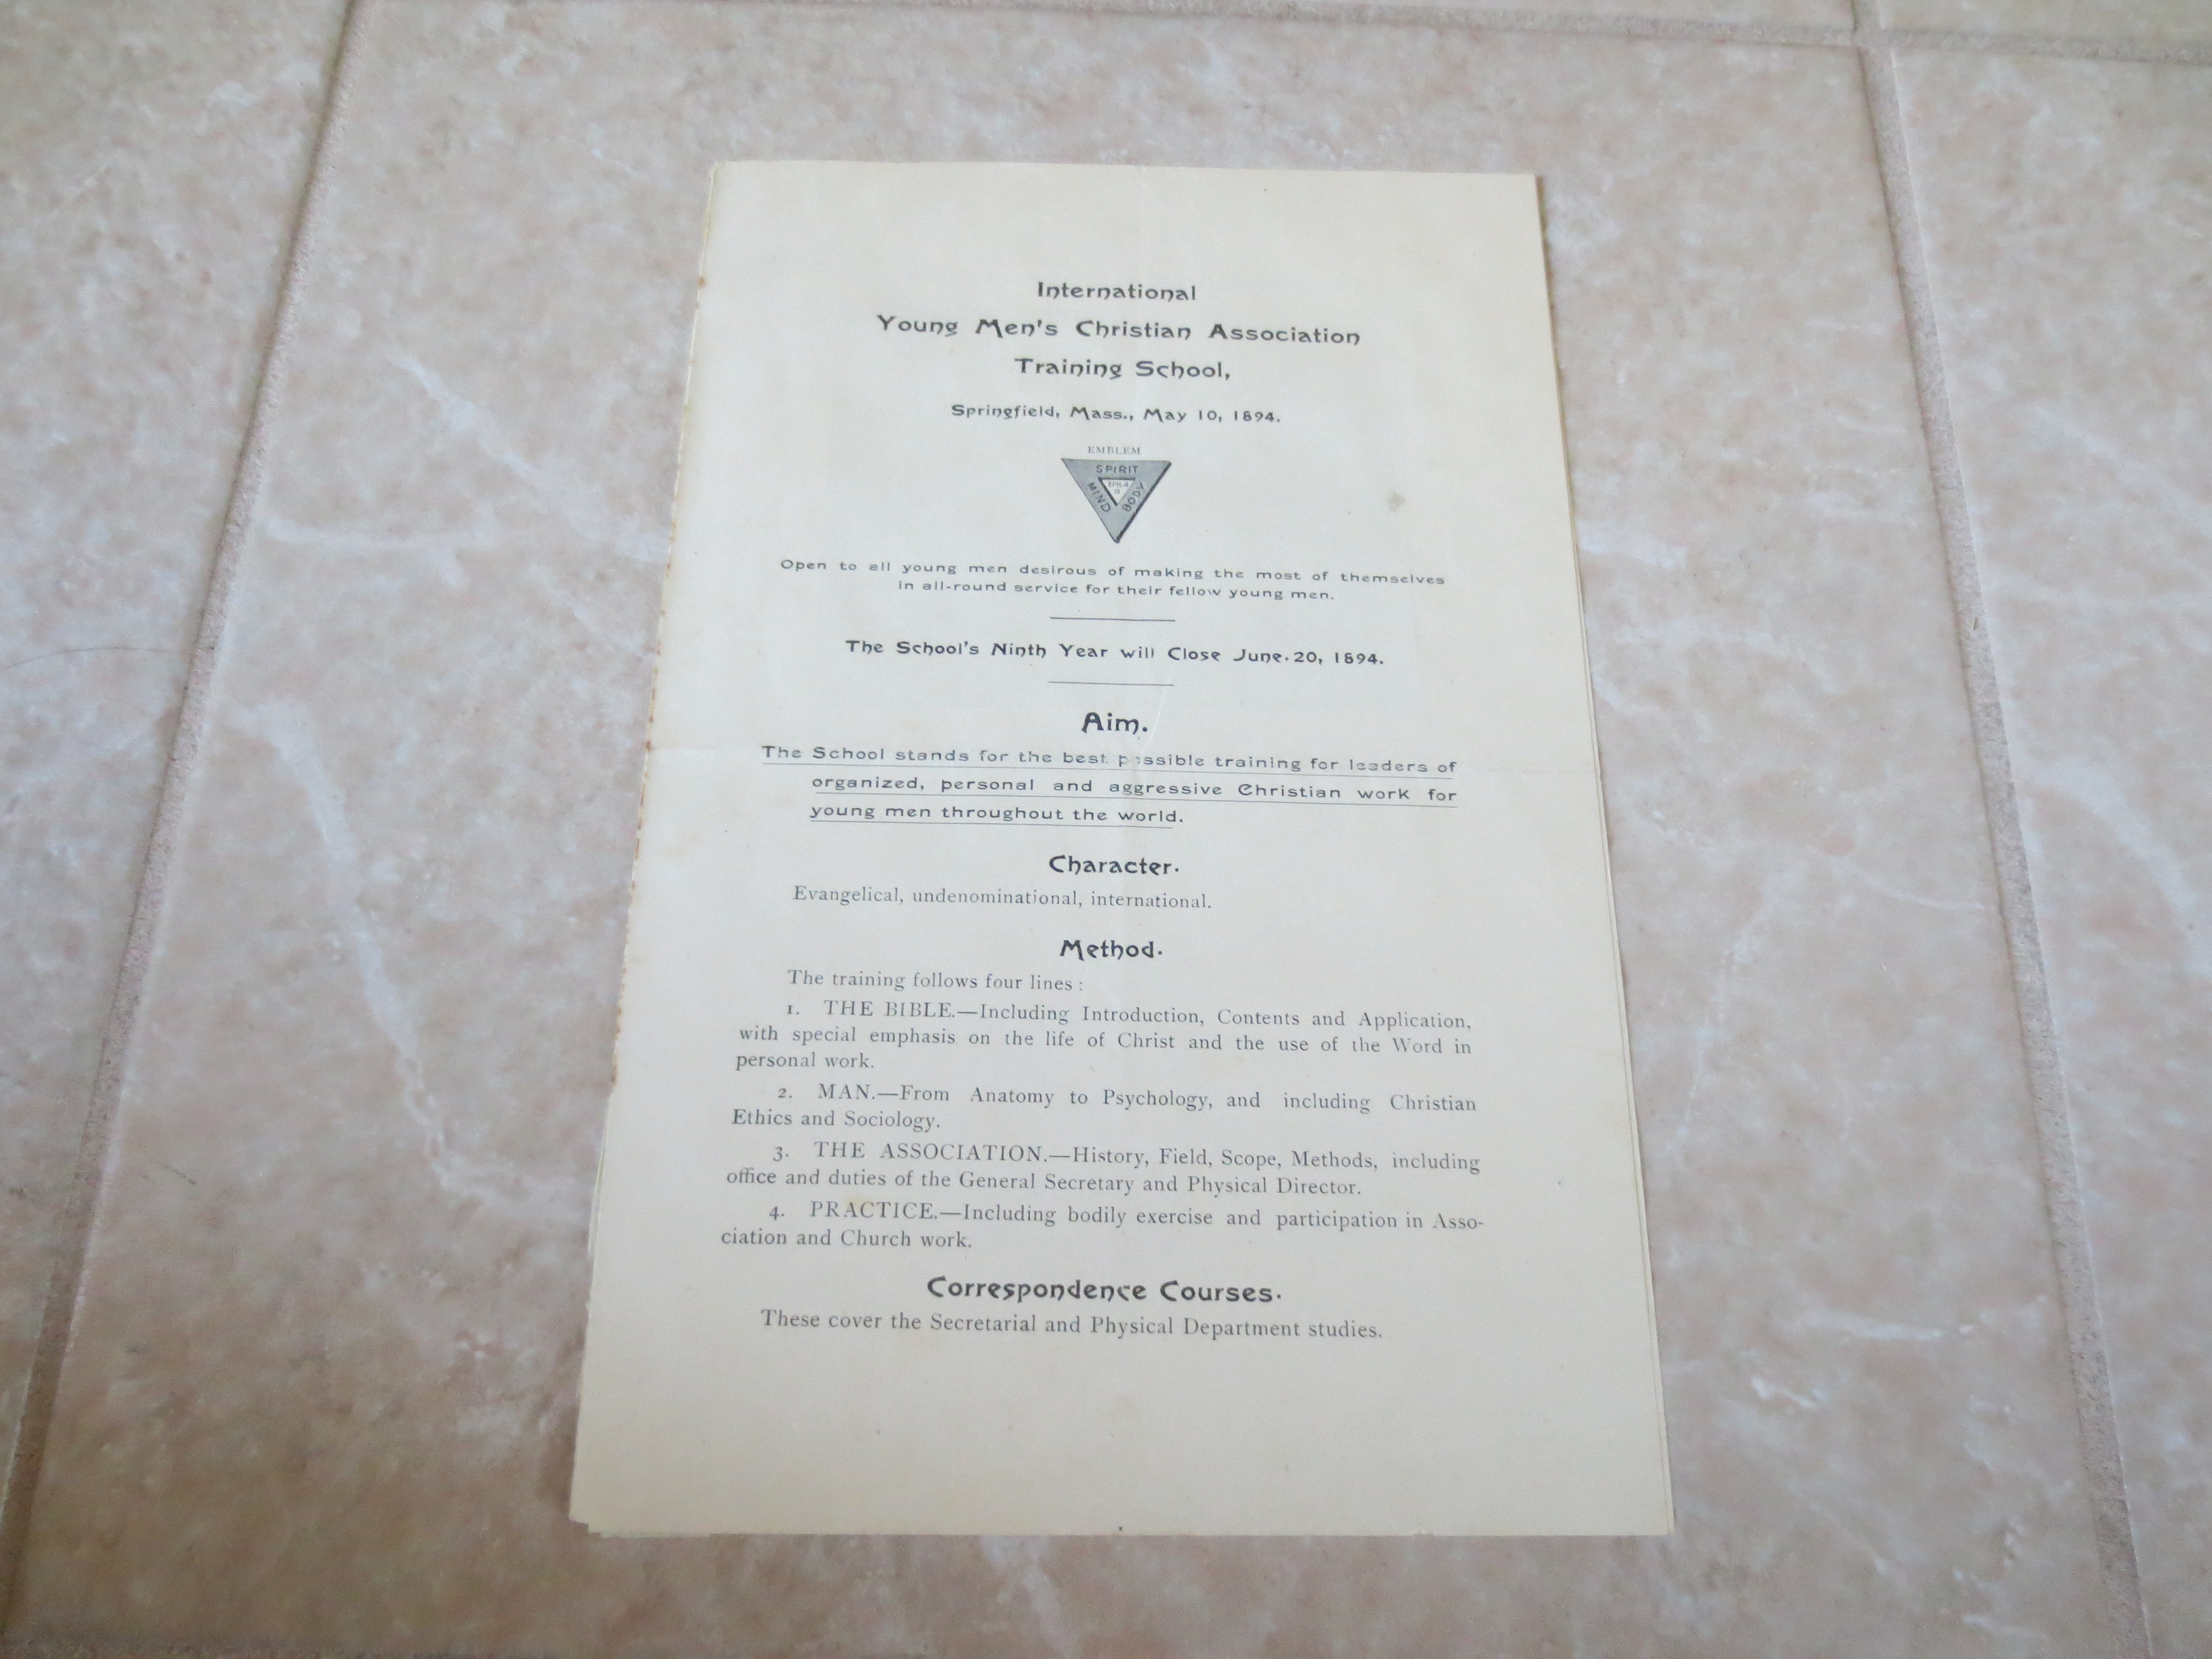 International
Young Men's Christian Association
Training School,
Springfield, Mass., May 10, 1894.
EMBLEM
SPIRIT
MIND
BODY
EPH. 4
Open to all young men desirous of making the most of themselves
in all-round service for their fellow young men.
The School's Ninth Year will Close June 20, 1894.
Aim.
The School stands for the best possible training for leaders of
organized, personal and aggressive Christian work for
young men throughout the world.
Character.
Evangelical, undenominational, international.
Method.
The training follows four lines :
1. THE BIBLE.—Including Introduction, Contents and Application,
with special emphasis on the life of Christ and the use of the Word in
personal work.
2. MAN.—From Anatomy to Psychology, and including Christian
Ethics and Sociology.
3. THE ASSOCIATION.—History, Field, Scope, Methods, including
office and duties of the General Secretary and Physical Director.
4. PRACTICE.—Including bodily exercise and participation in Asso-
ciation and Church work.
Correspondence Courses.
These cover the Secretarial and Physical Department studies.